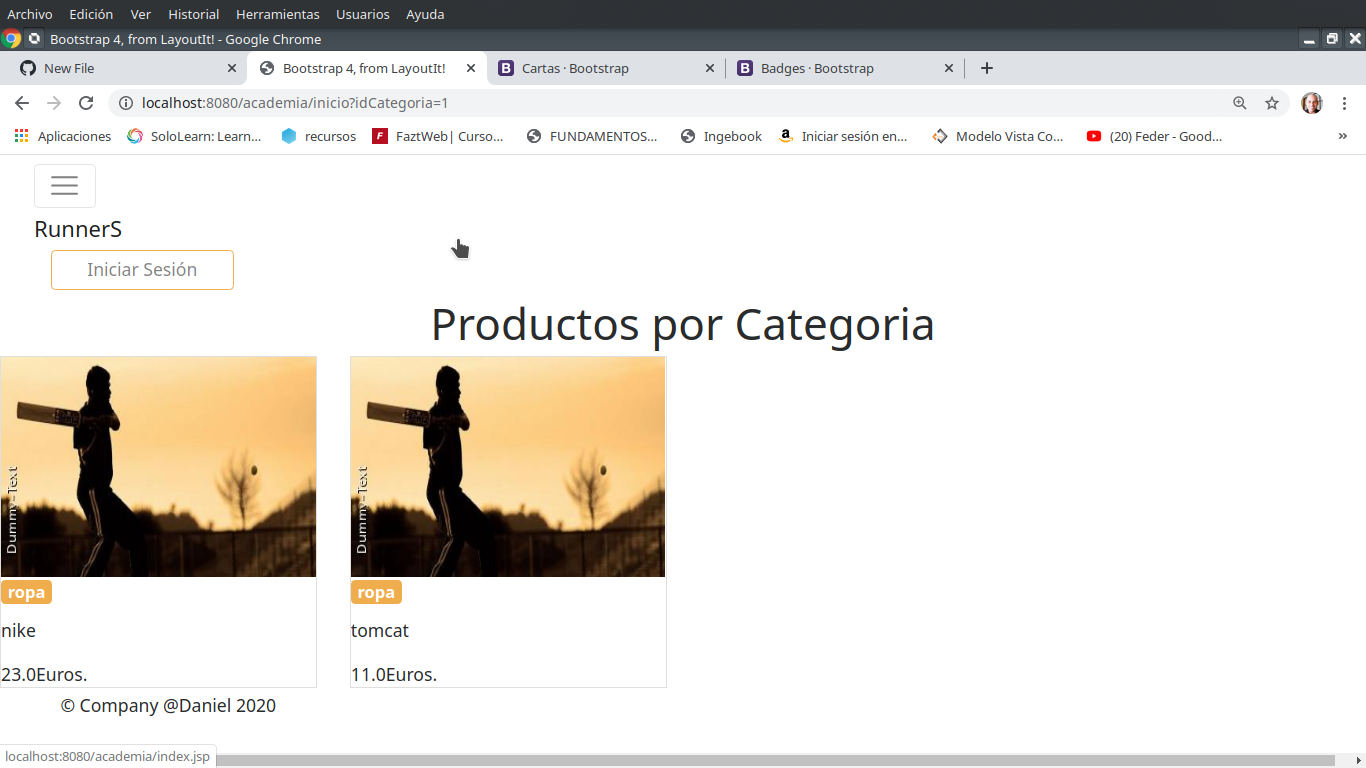 Archivo Edición Ver Historial Herramientas Usuarios Ayuda
Bootstrap 4, from LayoutIt! - Google Chrome
New File Bootstrap 4, from LayoutIt! Cartas · Bootstrap Badges · Bootstrap
localhost:8080/academia/inicio?idCategoria=1
Aplicaciones SoloLearn: Learn... recursos FaztWeb| Curso... FUNDAMENTOS... Ingebook Iniciar sesión en... Modelo Vista Co... (20) Feder - Good... »
RunnerS
Iniciar Sesión
Productos por Categoria
Dummy-Text Dummy-Text
ropa ropa
nike tomcat
23.0Euros. 11.0Euros.
© Company @Daniel 2020
localhost:8080/academia/index.jsp